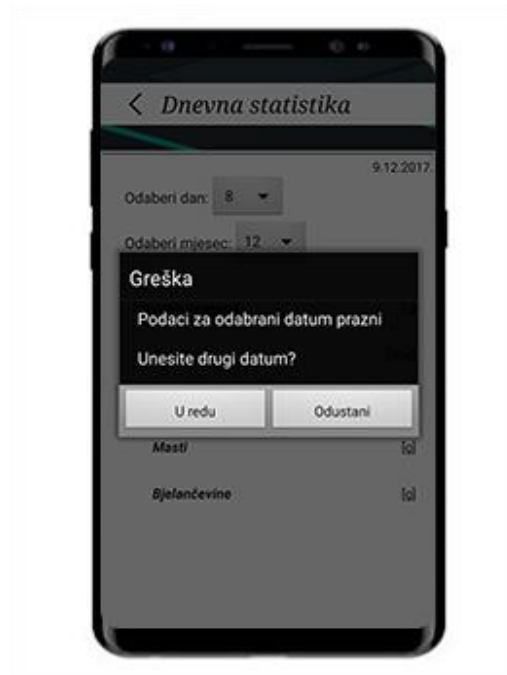 Dnevna statistika
9.12.2017.
Odaberi dan: 8
Odaberi mjesec: 12
Greška
Podaci za odabrani datum prazni
Unesite drugi datum?
U redu Odustani
Masti [g]
Bjelančevine [g]